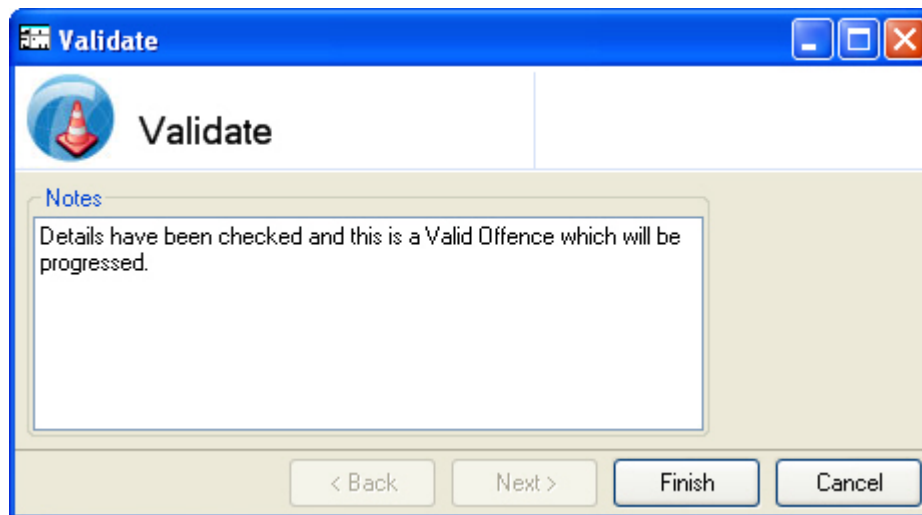 Validate
Validate
Notes
Details have been checked and this is a Valid Offence which will be
progressed.
< Back
Next >
Finish
Cancel